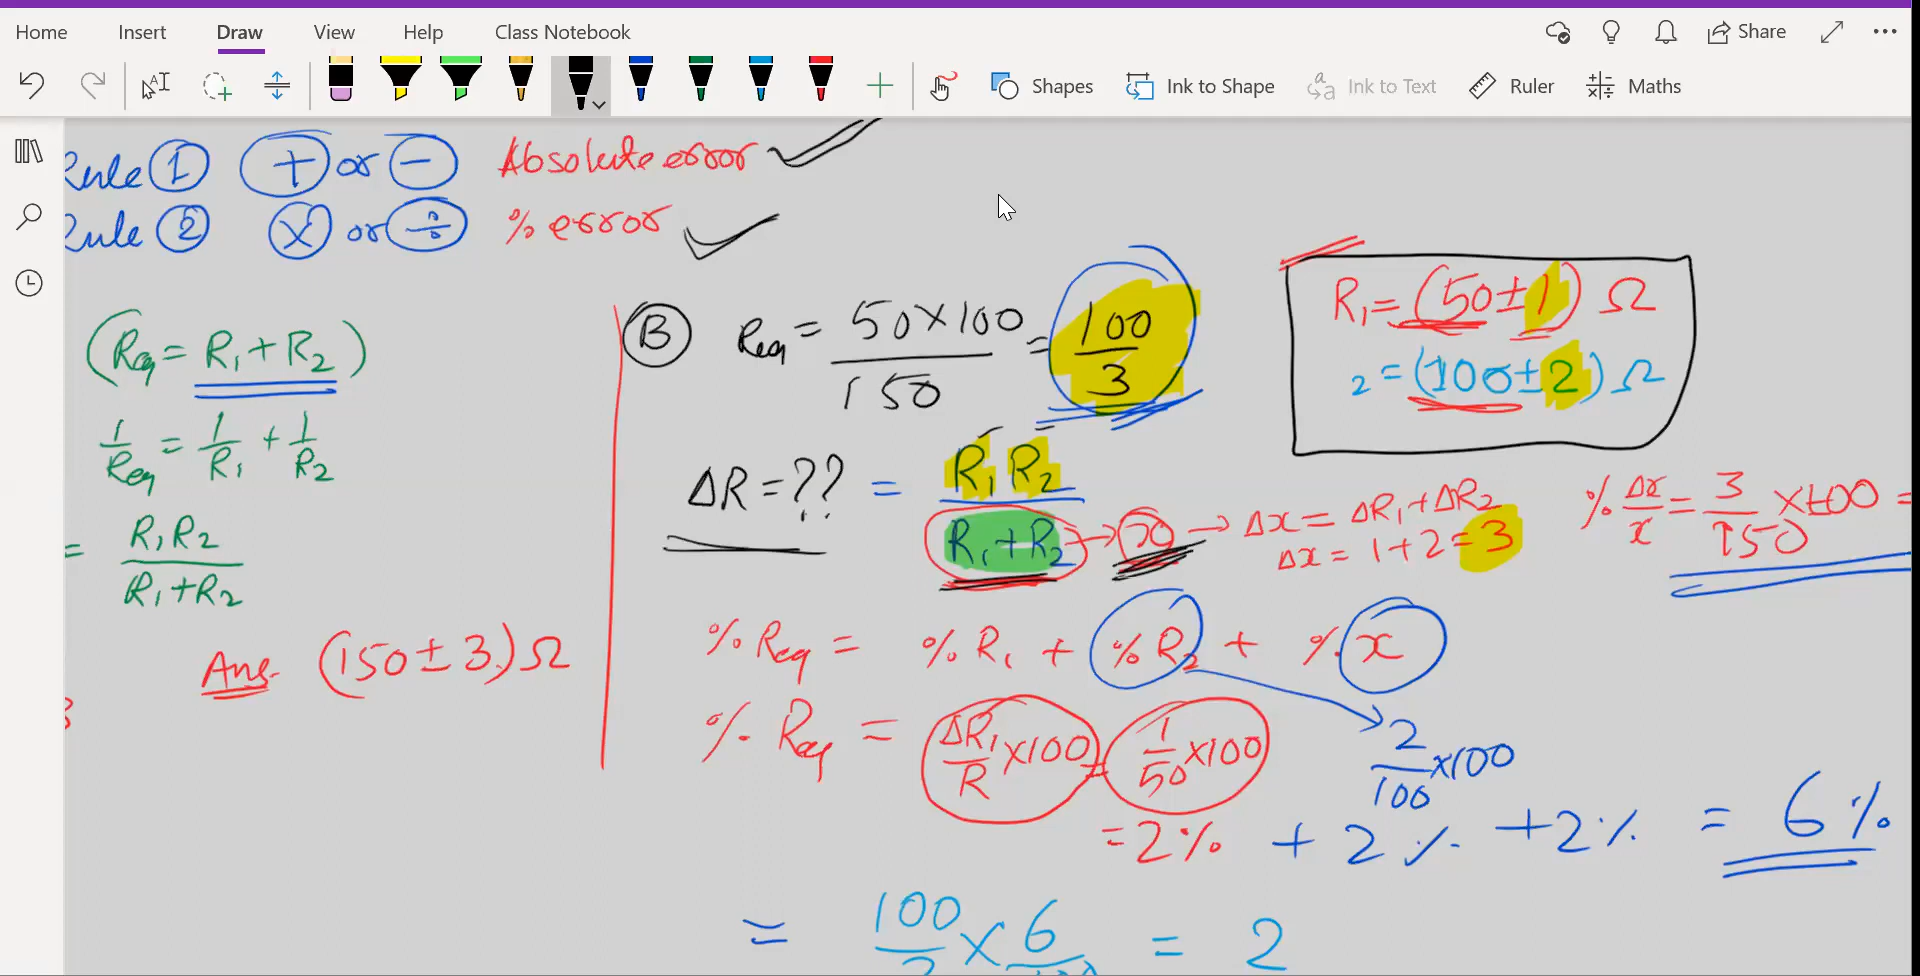 Home Insert Draw View Help Class Notebook Share
Shapes Ink to Shape Ink to Text Ruler Maths
Rule ① (+) or (−) Absolute error
Rule ② (×) or (÷) % error
(Req = R₁ + R₂)
1/Req = 1/R₁ + 1/R₂
= R₁R₂/R₁+R₂
Ans. (150 ± 3) Ω
Ⓑ Req = 50×100/150 = 100/3
R₁ = (50 ± 1) Ω
2 = (100 ± 2) Ω
ΔR = ?? = R₁R₂/R₁+R₂ → x → Δx = ΔR₁ + ΔR₂
Δx = 1 + 2 = 3
% Δx/x = 3/150 × 100 =
% Req = % R₁ + % R₂ + % x
% Req = ΔR₁/R × 100 = 1/50 × 100
2/100 × 100
= 2% + 2% + 2% = 6%
= 100/3 × 6/100 = 2